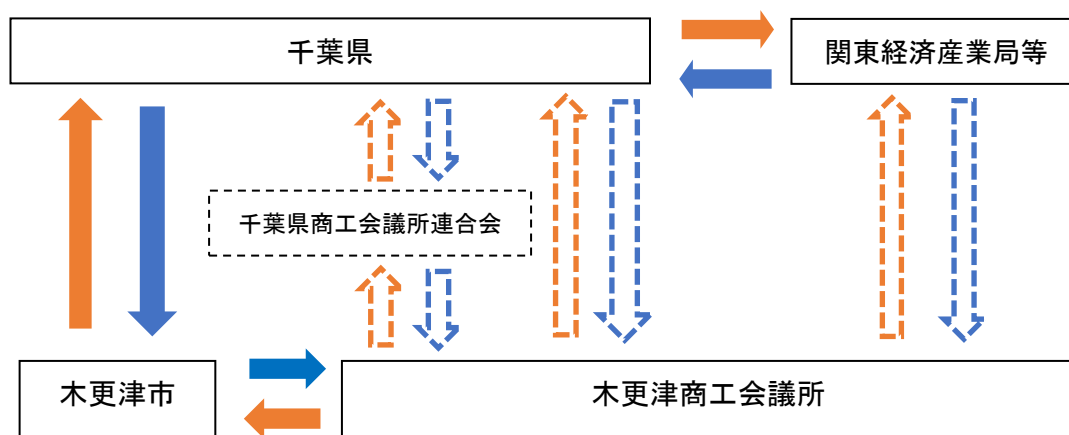 千葉県
関東経済産業局等
千葉県商工会議所連合会
木更津市
木更津商工会議所